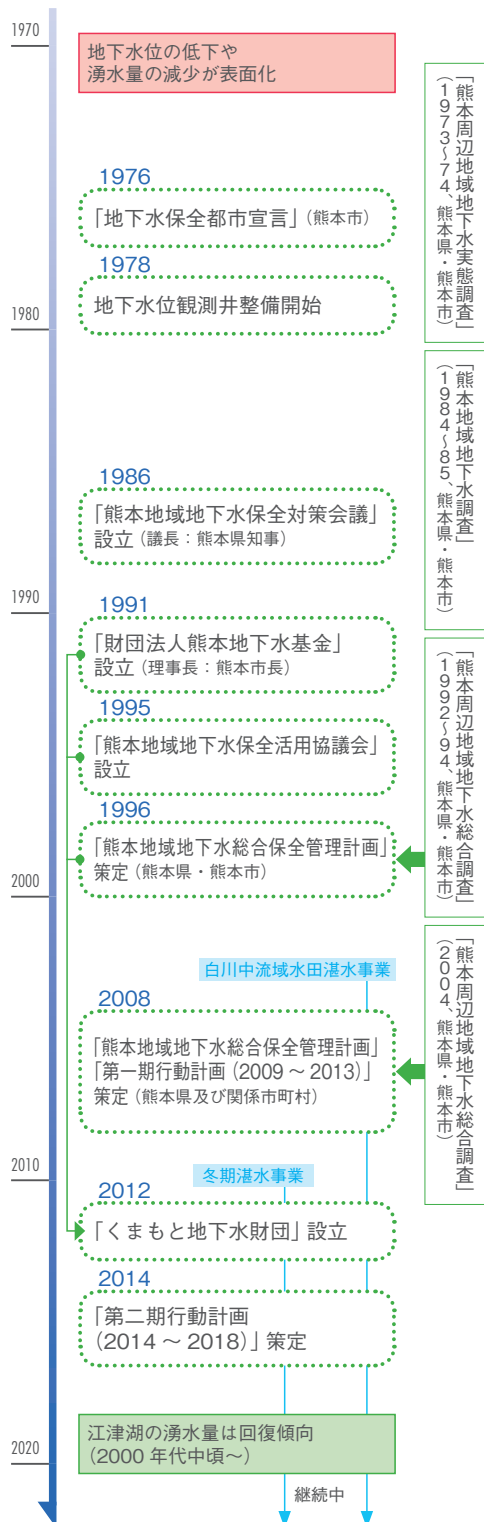 1970
地下水位の低下や
湧水量の減少が表面化
「熊本周辺地域地下水実態調査」
（1973～74、熊本県・熊本市）
1976
「地下水保全都市宣言」（熊本市）
1978
地下水位観測井整備開始
1980
「熊本地域地下水調査」
（1984～85、熊本県・熊本市）
1986
「熊本地域地下水保全対策会議」
設立（議長：熊本県知事）
1990
1991
「財団法人熊本地下水基金」
設立（理事長：熊本市長）
「熊本周辺地域地下水総合調査」
（1992～94、熊本県・熊本市）
1995
「熊本地域地下水保全活用協議会」
設立
1996
「熊本地域地下水総合保全管理計画」
策定（熊本県・熊本市）
2000
「熊本周辺地域地下水総合調査」
（2004、熊本県・熊本市）
白川中流域水田湛水事業
2008
「熊本地域地下水総合保全管理計画」
「第一期行動計画（2009 ～ 2013）」
策定（熊本県及び関係市町村）
2010
冬期湛水事業
2012
「くまもと地下水財団」設立
2014
「第二期行動計画
（2014 ～ 2018）」策定
江津湖の湧水量は回復傾向
（2000 年代中頃～）
2020
継続中